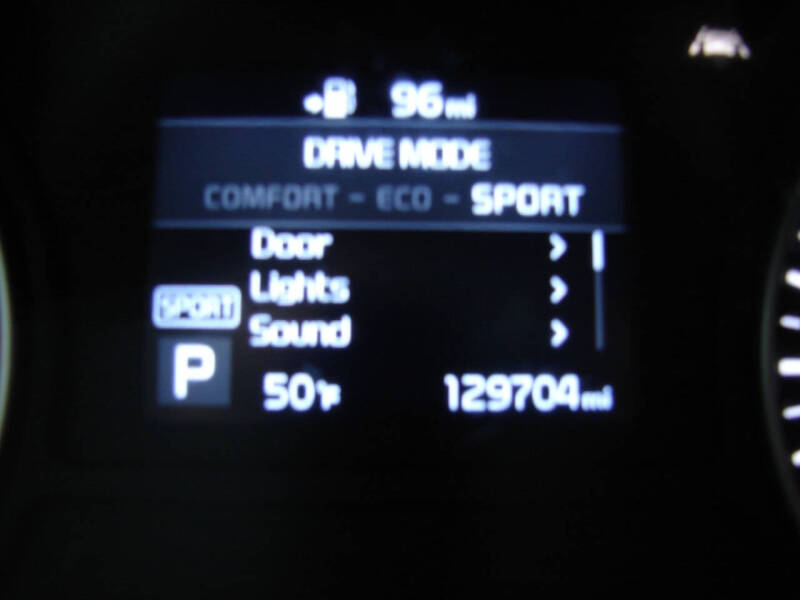 96mi
DRIVE MODE
COMFORT - ECO - SPORT
Door
Lights
Sound
SPORT
P
50°F
129704mi